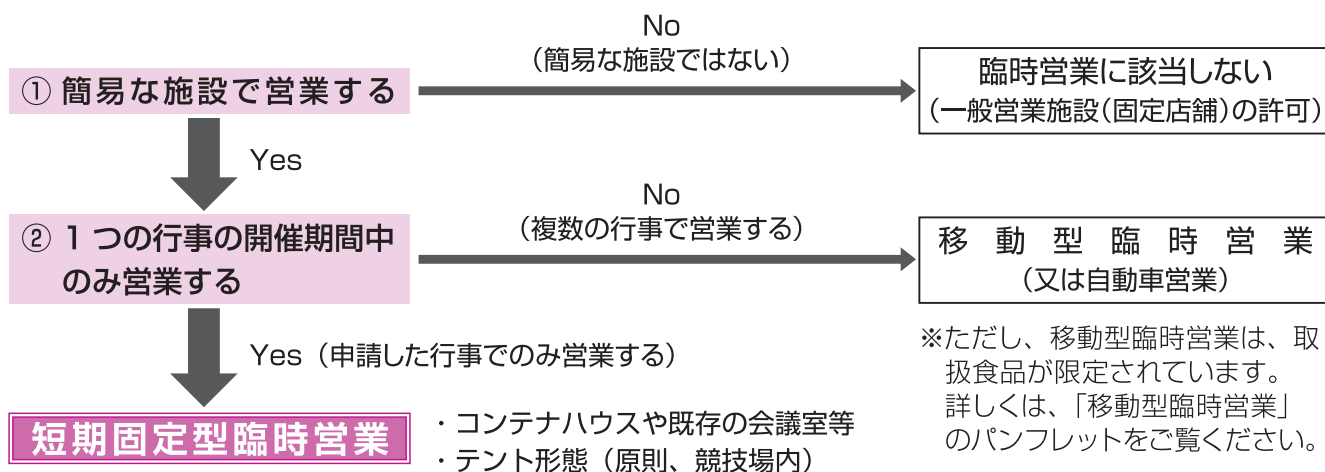 No
（簡易な施設ではない）
① 簡易な施設で営業する
臨時営業に該当しない
（一般営業施設（固定店舗）の許可）
Yes
No
（複数の行事で営業する）
② 1つの行事の開催期間中
のみ営業する
移動型臨時営業
（又は自動車営業）
Yes（申請した行事でのみ営業する）
※ただし、移動型臨時営業は、取
扱食品が限定されています。
詳しくは、「移動型臨時営業」
のパンフレットをご覧ください。
短期固定型臨時営業
・コンテナハウスや既存の会議室等
・テント形態（原則、競技場内）